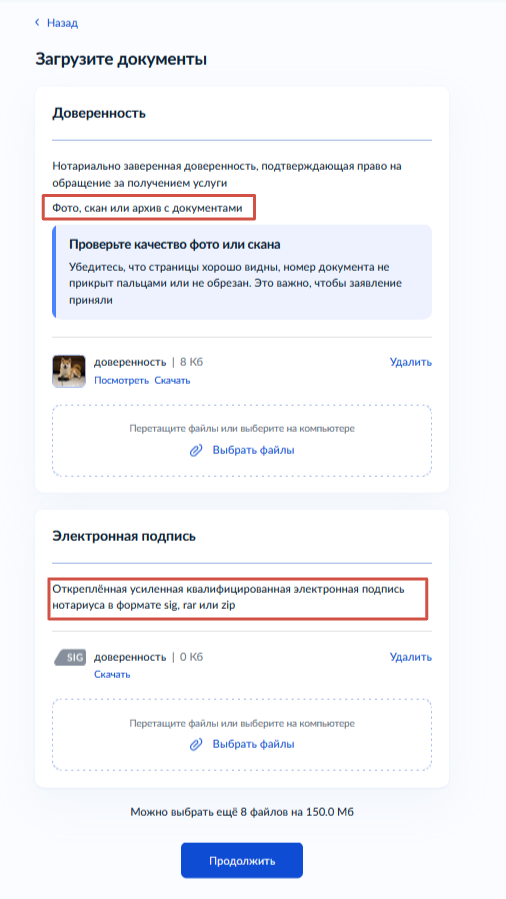 Назад
Загрузите документы
Доверенность
Нотариально заверенная доверенность, подтверждающая право на
обращение за получением услуги
Фото, скан или архив с документами
Проверьте качество фото или скана
Убедитесь, что страницы хорошо видны, номер документа не
прикрыт пальцами или не обрезан. Это важно, чтобы заявление
приняли
доверенность | 8 Кб Удалить
Посмотреть Скачать
Перетащите файлы или выберите на компьютере
Выбрать файлы
Электронная подпись
Откреплённая усиленная квалифицированная электронная подпись
нотариуса в формате sig, rar или zip
SIG доверенность | 0 Кб Удалить
Скачать
Перетащите файлы или выберите на компьютере
Выбрать файлы
Можно выбрать ещё 8 файлов на 150.0 Мб
Продолжить